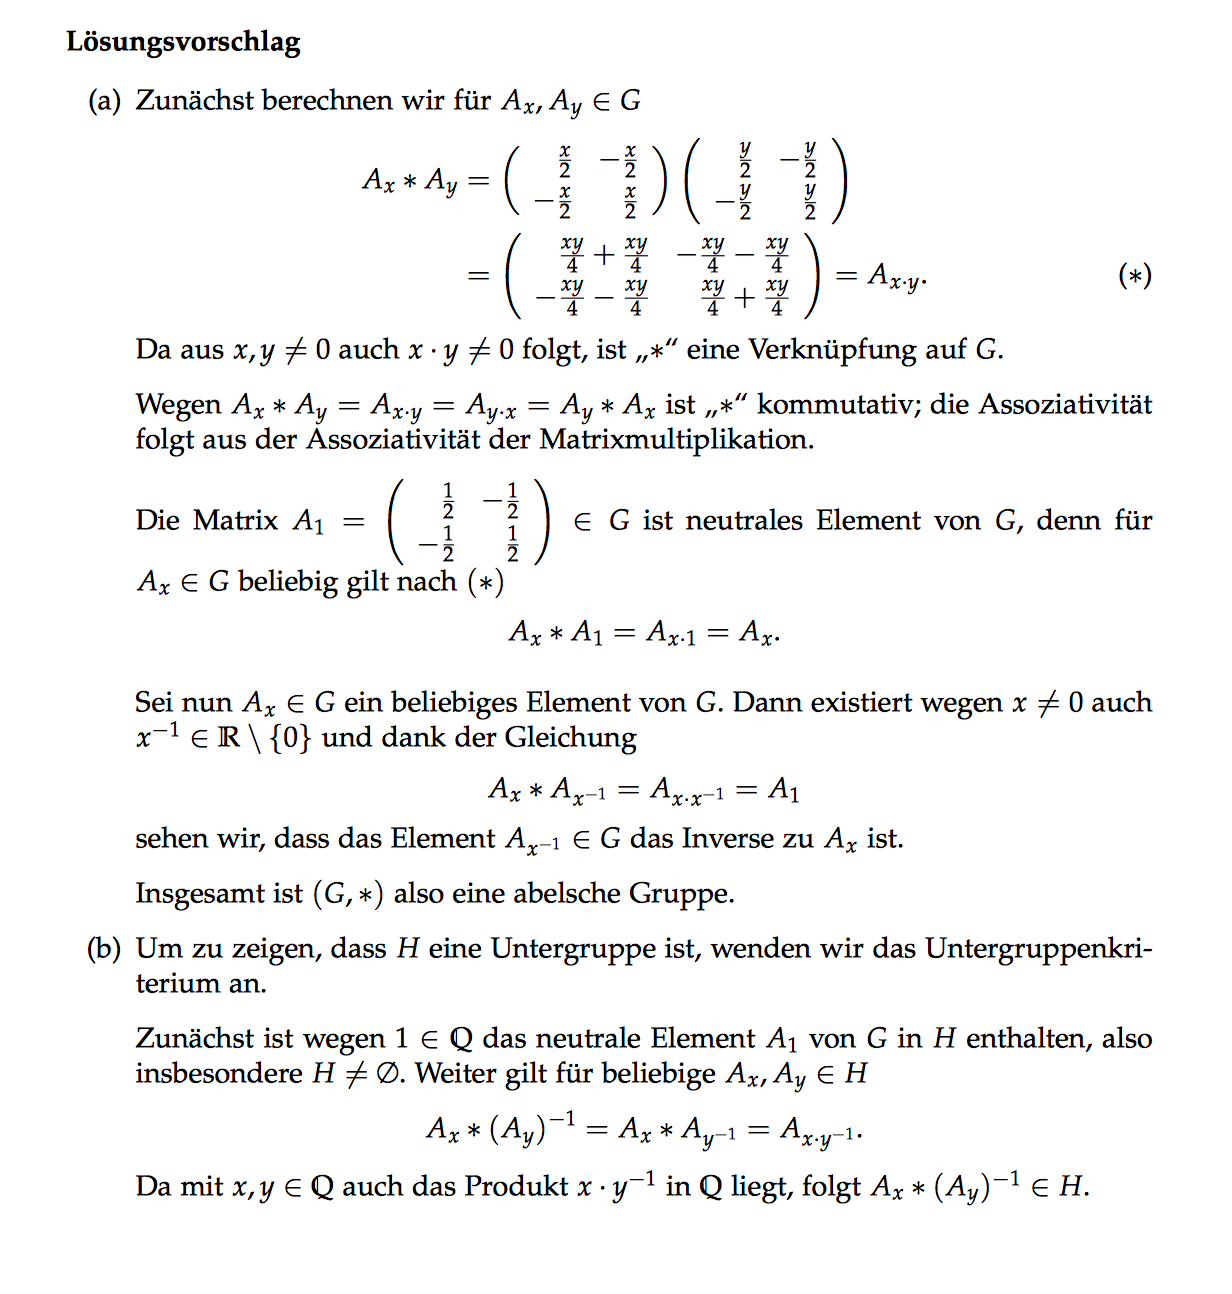 Lösungsvorschlag
(a) Zunächst berechnen wir für $A_x, A_y \in G$
$A_x * A_y = \begin{pmatrix} \frac{x}{2} & -\frac{x}{2} \\ -\frac{x}{2} & \frac{x}{2} \end{pmatrix} \begin{pmatrix} \frac{y}{2} & -\frac{y}{2} \\ -\frac{y}{2} & \frac{y}{2} \end{pmatrix}$
$= \begin{pmatrix} \frac{xy}{4} + \frac{xy}{4} & -\frac{xy}{4} - \frac{xy}{4} \\ -\frac{xy}{4} - \frac{xy}{4} & \frac{xy}{4} + \frac{xy}{4} \end{pmatrix} = A_{x \cdot y}.$ (∗)
Da aus $x, y \neq 0$ auch $x \cdot y \neq 0$ folgt, ist „∗“ eine Verknüpfung auf $G$.
Wegen $A_x * A_y = A_{x \cdot y} = A_{y \cdot x} = A_y * A_x$ ist „∗“ kommutativ; die Assoziativität
folgt aus der Assoziativität der Matrixmultiplikation.
Die Matrix $A_1 = \begin{pmatrix} \frac{1}{2} & -\frac{1}{2} \\ -\frac{1}{2} & \frac{1}{2} \end{pmatrix} \in G$ ist neutrales Element von $G$, denn für
$A_x \in G$ beliebig gilt nach (∗)
$A_x * A_1 = A_{x \cdot 1} = A_x.$
Sei nun $A_x \in G$ ein beliebiges Element von $G$. Dann existiert wegen $x \neq 0$ auch
$x^{-1} \in \mathbb{R} \setminus \{0\}$ und dank der Gleichung
$A_x * A_{x^{-1}} = A_{x \cdot x^{-1}} = A_1$
sehen wir, dass das Element $A_{x^{-1}} \in G$ das Inverse zu $A_x$ ist.
Insgesamt ist $(G, *)$ also eine abelsche Gruppe.
(b) Um zu zeigen, dass $H$ eine Untergruppe ist, wenden wir das Untergruppenkri-
terium an.
Zunächst ist wegen $1 \in \mathbb{Q}$ das neutrale Element $A_1$ von $G$ in $H$ enthalten, also
insbesondere $H \neq \emptyset$. Weiter gilt für beliebige $A_x, A_y \in H$
$A_x * (A_y)^{-1} = A_x * A_{y^{-1}} = A_{x \cdot y^{-1}}.$
Da mit $x, y \in \mathbb{Q}$ auch das Produkt $x \cdot y^{-1}$ in $\mathbb{Q}$ liegt, folgt $A_x * (A_y)^{-1} \in H$.